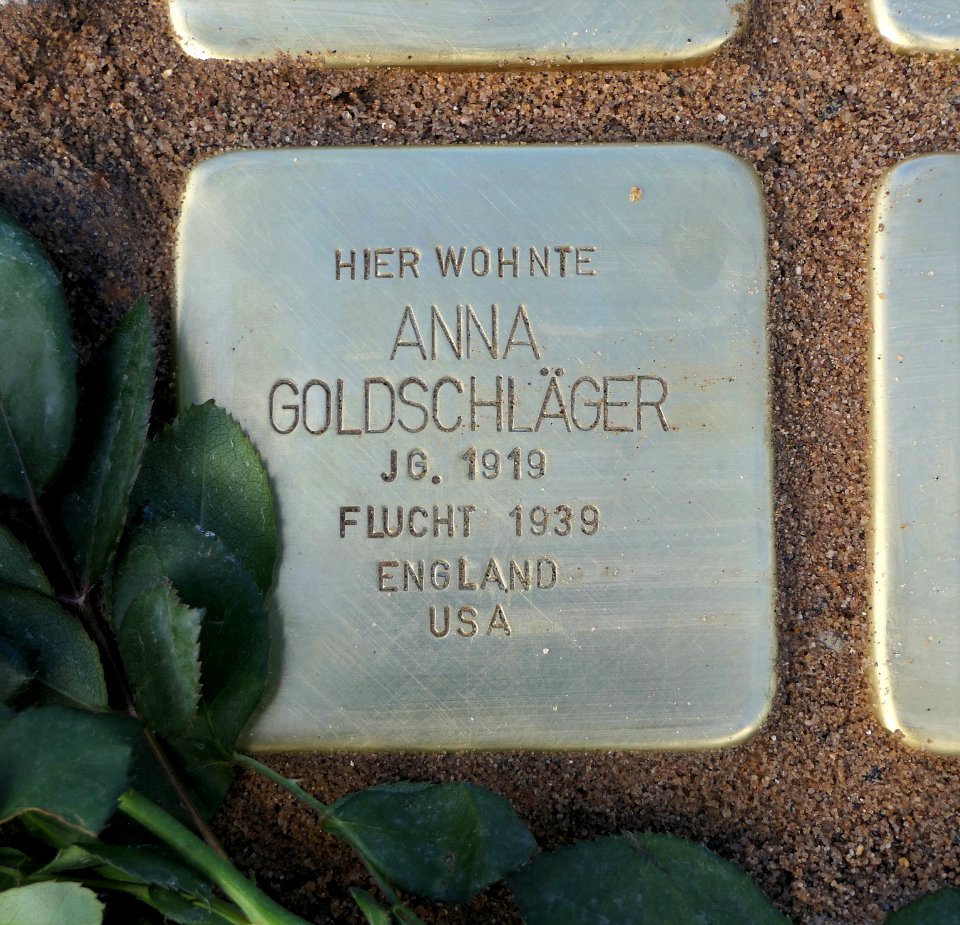 HIER WOHNTE
ANNA
GOLDSCHLÄGER
JG. 1919
FLUCHT 1939
ENGLAND
USA